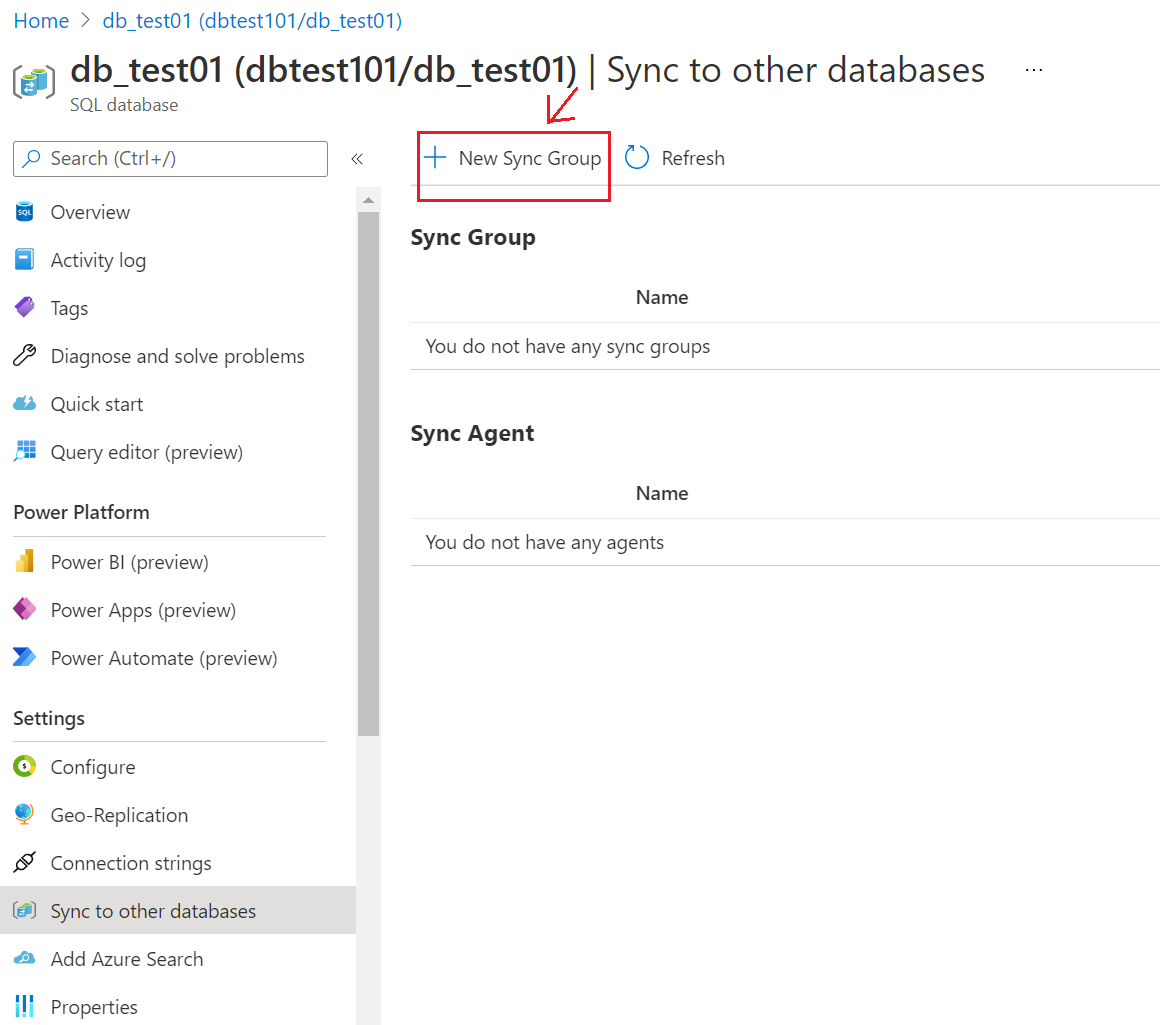 Home > db_test01 (dbtest101/db_test01)
db_test01 (dbtest101/db_test01) | Sync to other databases ...
SQL database
Search (Ctrl+/)
«
New Sync Group
Refresh
Overview
Activity log
Tags
Diagnose and solve problems
Quick start
Query editor (preview)
Power Platform
Power BI (preview)
Power Apps (preview)
Power Automate (preview)
Settings
Configure
Geo-Replication
Connection strings
Sync to other databases
Add Azure Search
Properties
Sync Group
Name
You do not have any sync groups
Sync Agent
Name
You do not have any agents